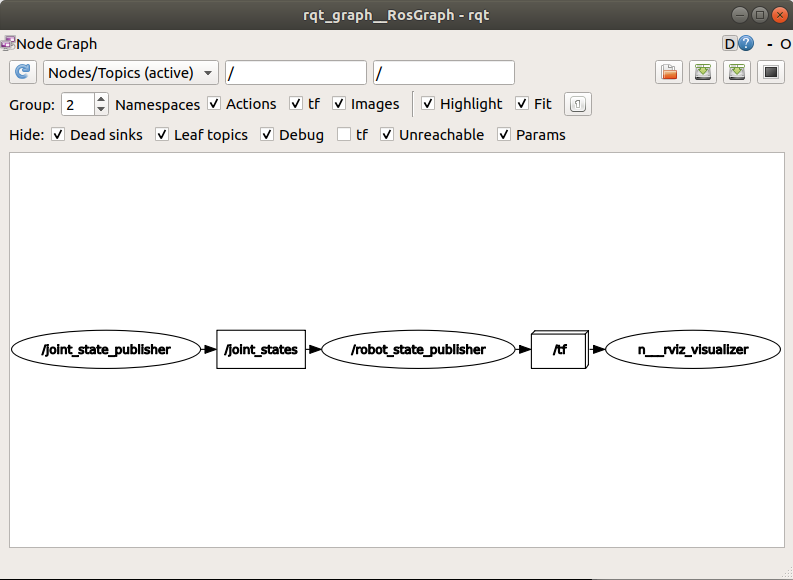 rqt_graph__RosGraph - rqt
Node Graph D ? - O
Nodes/Topics (active) / /
Group: 2 Namespaces Actions tf Images Highlight Fit
Hide: Dead sinks Leaf topics Debug tf Unreachable Params
/joint_state_publisher /joint_states /robot_state_publisher /tf n___rviz_visualizer